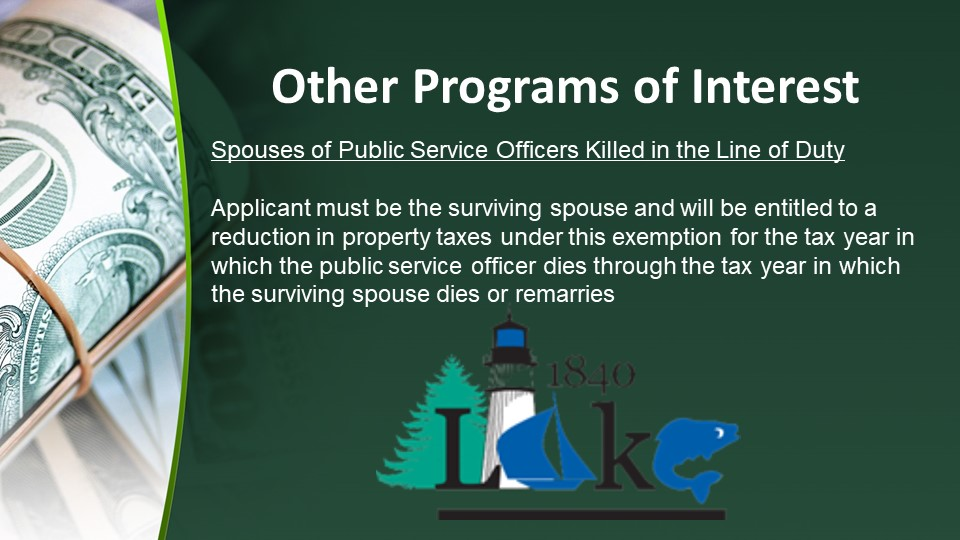 Other Programs of Interest
Spouses of Public Service Officers Killed in the Line of Duty
Applicant must be the surviving spouse and will be entitled to a
reduction in property taxes under this exemption for the tax year in
which the public service officer dies through the tax year in which
the surviving spouse dies or remarries
1840
Lake
CŒPTIS